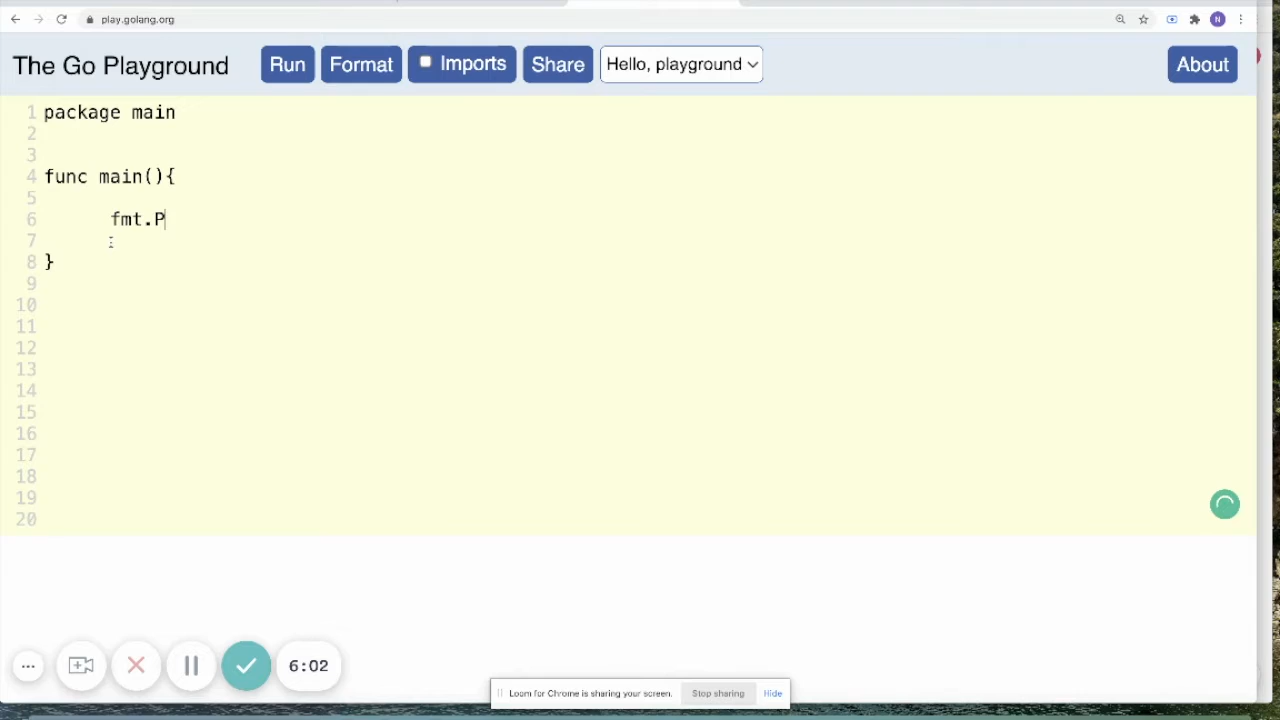 play.golang.org
N
The Go Playground Run Format Imports Share Hello, playground About
1 package main
2
3
4 func main(){
5
6 fmt.P
7
8 }
9
10
11
12
13
14
15
16
17
18
19
20
6:02
Loom for Chrome is sharing your screen. Stop sharing Hide